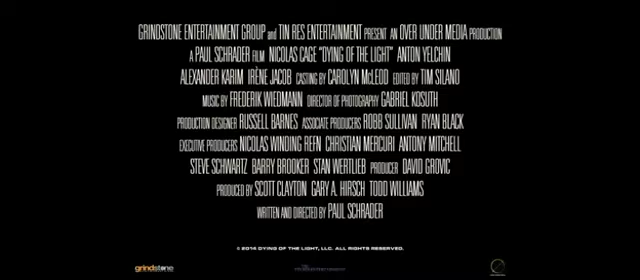 GRINDSTONE ENTERTAINMENT GROUP and TIN RES ENTERTAINMENT PRESENT AN OVER UNDER MEDIA PRODUCTION
A PAUL SCHRADER FILM NICOLAS CAGE "DYING OF THE LIGHT" ANTON YELCHIN
ALEXANDER KARIM IRÈNE JACOB CASTING BY CAROLYN McLEOD EDITED BY TIM SILANO
MUSIC BY FREDERIK WIEDMANN DIRECTOR OF PHOTOGRAPHY GABRIEL KOSUTH
PRODUCTION DESIGNER RUSSELL BARNES ASSOCIATE PRODUCERS ROBB SULLIVAN RYAN BLACK
EXECUTIVE PRODUCERS NICOLAS WINDING REFN CHRISTIAN MERCURI ANTONY MITCHELL
STEVE SCHWARTZ BARRY BROOKER STAN WERTLIEB PRODUCER DAVID GROVIC
PRODUCED BY SCOTT CLAYTON GARY A. HIRSCH TODD WILLIAMS
WRITTEN AND DIRECTED BY PAUL SCHRADER
© 2014 DYING OF THE LIGHT, LLC. ALL RIGHTS RESERVED.
grindstone